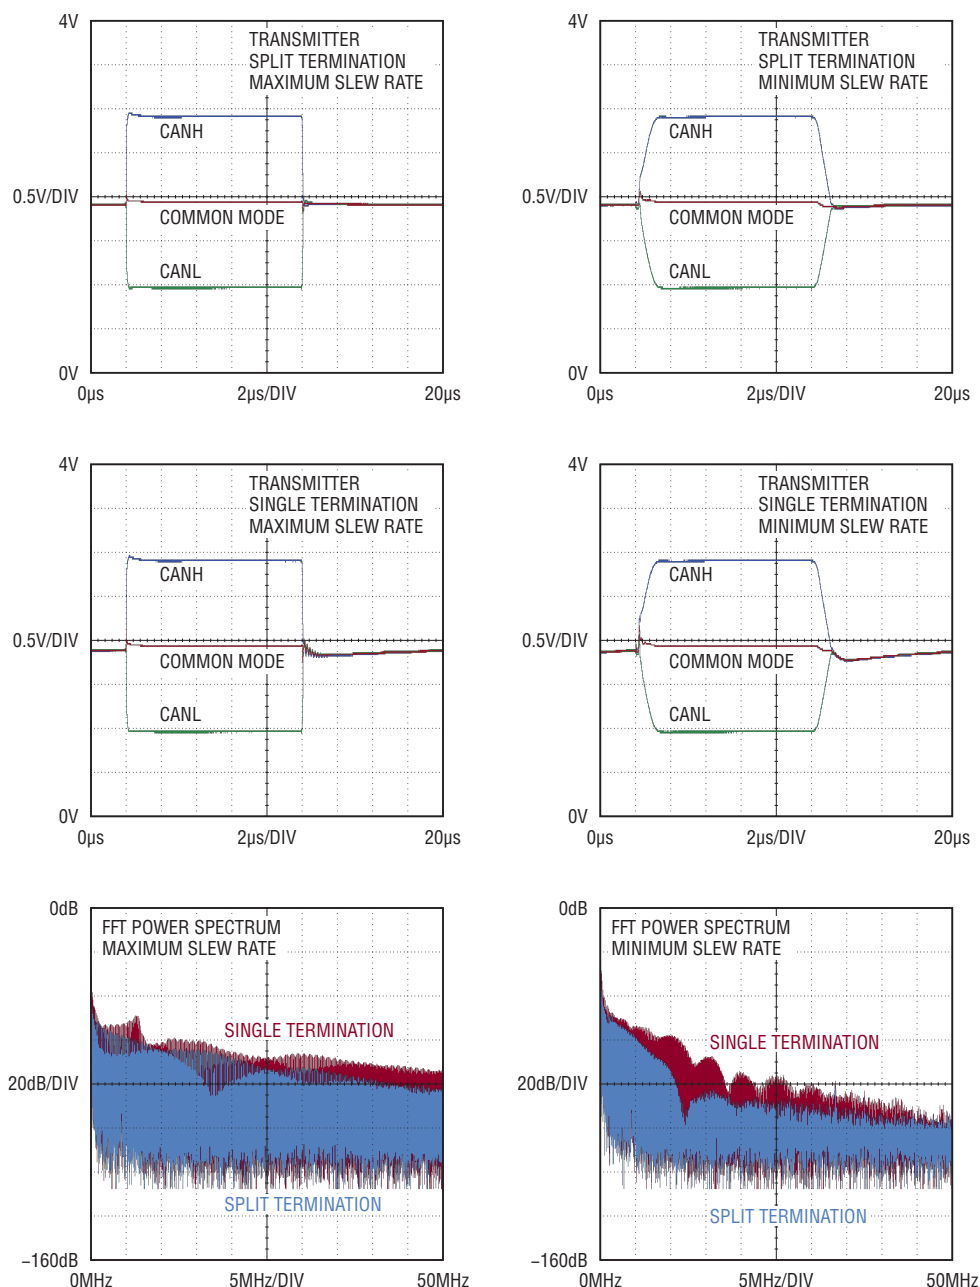 4V
TRANSMITTER
SPLIT TERMINATION
MAXIMUM SLEW RATE
CANH
0.5V/DIV
COMMON MODE
CANL
0V
0µs
2µs/DIV
20µs
4V
TRANSMITTER
SPLIT TERMINATION
MINIMUM SLEW RATE
CANH
0.5V/DIV
COMMON MODE
CANL
0V
0µs
2µs/DIV
20µs
4V
TRANSMITTER
SINGLE TERMINATION
MAXIMUM SLEW RATE
CANH
0.5V/DIV
COMMON MODE
CANL
0V
0µs
2µs/DIV
20µs
4V
TRANSMITTER
SINGLE TERMINATION
MINIMUM SLEW RATE
CANH
0.5V/DIV
COMMON MODE
CANL
0V
0µs
2µs/DIV
20µs
0dB
FFT POWER SPECTRUM
MAXIMUM SLEW RATE
SINGLE TERMINATION
20dB/DIV
SPLIT TERMINATION
−160dB
0MHz
5MHz/DIV
50MHz
0dB
FFT POWER SPECTRUM
MINIMUM SLEW RATE
SINGLE TERMINATION
20dB/DIV
SPLIT TERMINATION
−160dB
0MHz
5MHz/DIV
50MHz